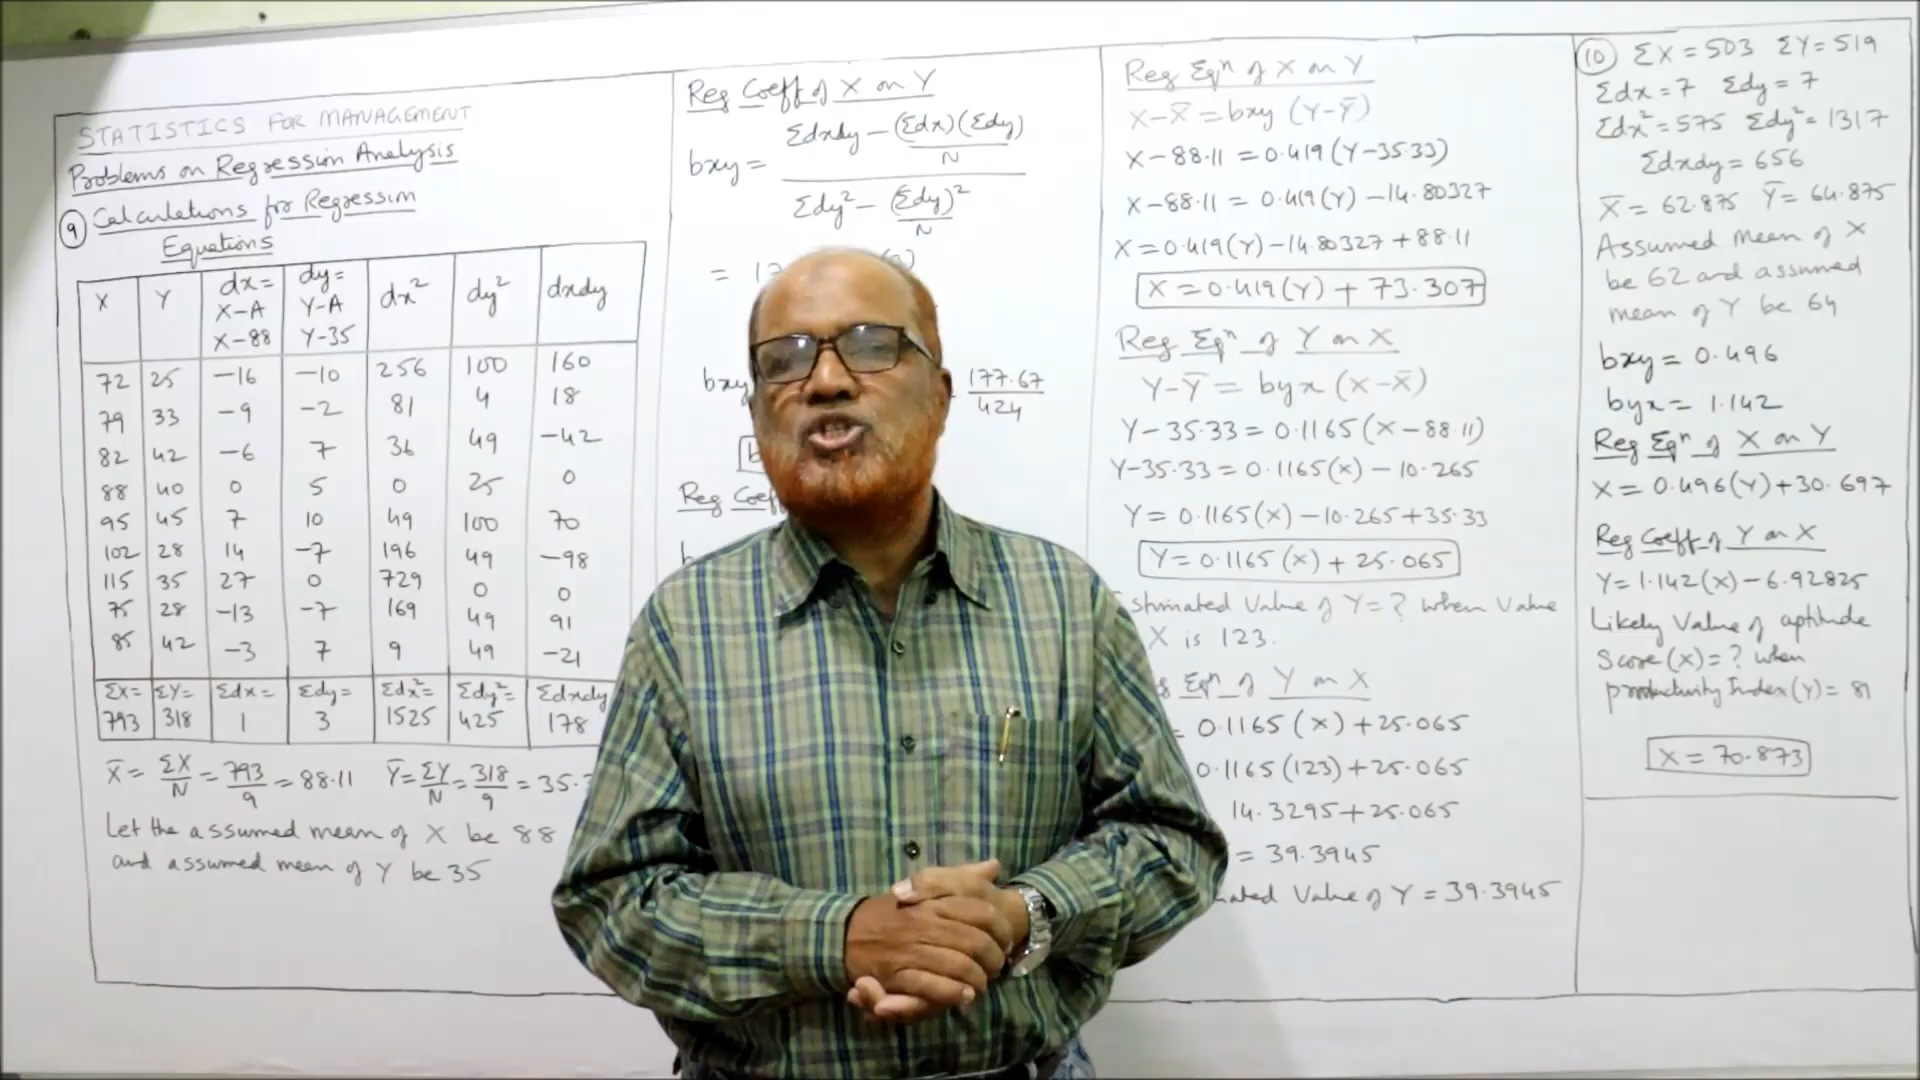 STATISTICS FOR MANAGEMENT
Problems on Regression Analysis
9 Calculations for Regression
Equations
X Y dx= X-A X-88 dy= Y-A Y-35 dx² dy² dxdy
72 25 -16 -10 256 100 160
79 33 -9 -2 81 4 18
82 42 -6 7 36 49 -42
88 40 0 5 0 25 0
95 45 7 10 49 100 70
102 28 14 -7 196 49 -98
115 35 27 0 729 0 0
75 28 -13 -7 169 49 91
85 42 -3 7 9 49 -21
ΣX= 793 ΣY= 318 Σdx= 1 Σdy= 3 Σdx²= 1525 Σdy²= 425 Σdxdy 178
X̄ = ΣX/N = 793/9 = 88.11 Ȳ = ΣY/N = 318/9 = 35.
Let the assumed mean of X be 88
and assumed mean of Y be 35
Reg Coeff of X on Y
bxy = Σdxdy - (Σdx)(Σdy)/N
Σdy² - (Σdy)²/N
=
bxy 177.67/424
Reg Coef
Reg Eqn of X on Y
X-X̄ = bxy (Y-Ȳ)
X-88.11 = 0.419(Y-35.33)
X-88.11 = 0.419(Y) -14.80327
X = 0.419(Y) -14.80327 + 88.11
X = 0.419(Y) + 73.307
Reg Eqn of Y on X
Y-Ȳ = byx (X-X̄)
Y-35.33 = 0.1165(X-88.11)
Y-35.33 = 0.1165(x) -10.265
Y = 0.1165(x) -10.265+35.33
Y = 0.1165(x) + 25.065
stimated Value of Y = ? when Value
X is 123.
Eqn of Y on X
= 0.1165(x) + 25.065
0.1165(123) + 25.065
14.3295+25.065
= 39.3945
mated Value of Y = 39.3945
10 ΣX = 503 ΣY = 519
Σdx = 7 Σdy = 7
Σdx² = 575 Σdy² = 1317
Σdxdy = 656
X̄ = 62.875 Ȳ = 64.875
Assumed mean of X
be 62 and assumed
mean of Y be 64
bxy = 0.496
byx = 1.142
Reg Eqn of X on Y
X = 0.496(Y)+30.697
Reg Coeff of Y on X
Y = 1.142(x) -6.92825
Likely Value of aptitude
Score(x) = ? when
productivity Index(Y) = 81
X = 70.873